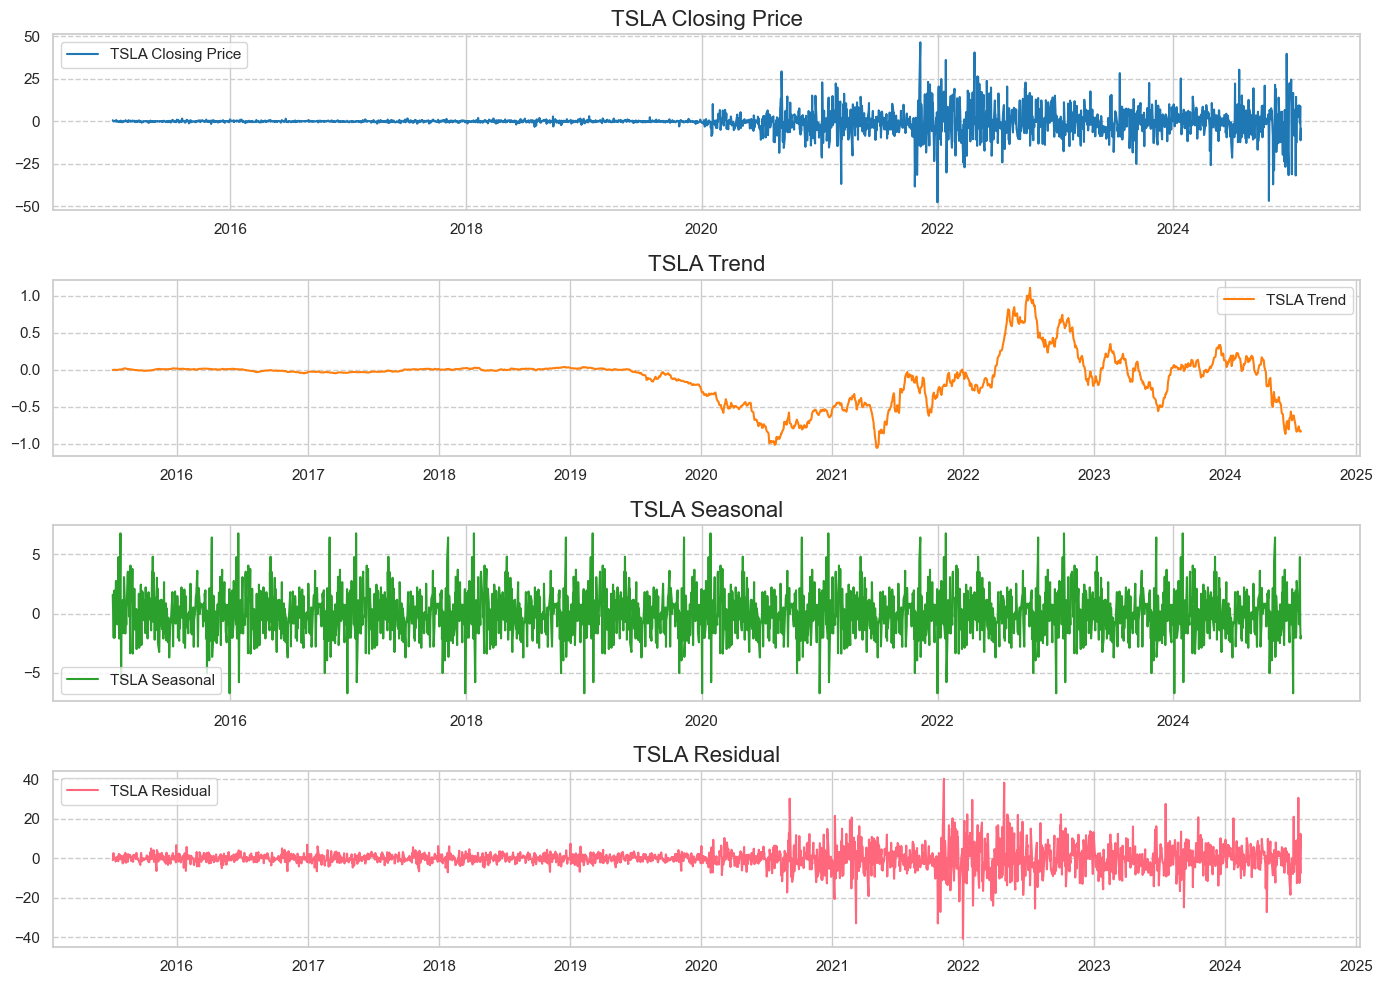 TSLA Closing Price
50
25
0
−25
−50
TSLA Closing Price
2016 2018 2020 2022 2024
TSLA Trend
1.0
0.5
0.0
−0.5
−1.0
TSLA Trend
2016 2017 2018 2019 2020 2021 2022 2023 2024 2025
TSLA Seasonal
5
0
−5
TSLA Seasonal
2016 2018 2020 2022 2024
TSLA Residual
40
20
0
−20
−40
TSLA Residual
2016 2017 2018 2019 2020 2021 2022 2023 2024 2025